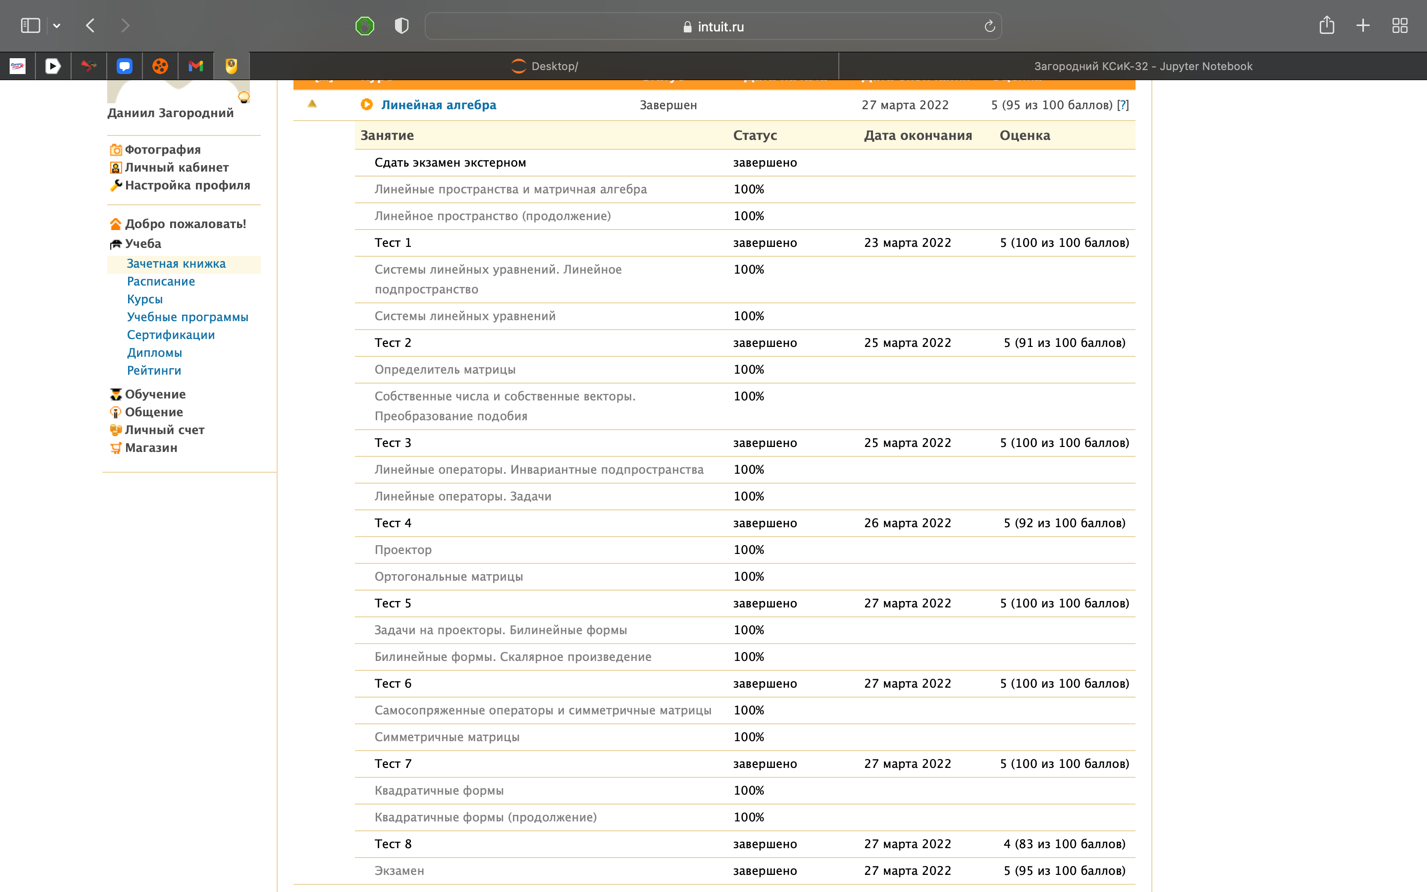 intuit.ru
Desktop/
Загородний КСиК-32 - Jupyter Notebook
Даниил Загородний
Фотография
Личный кабинет
Настройка профиля
Добро пожаловать!
Учеба
Зачетная книжка
Расписание
Курсы
Учебные программы
Сертификации
Дипломы
Рейтинги
Обучение
Общение
Личный счет
Магазин
Линейная алгебра Завершен 27 марта 2022 5 (95 из 100 баллов) [?]
Занятие Статус Дата окончания Оценка
Сдать экзамен экстерном завершено
Линейные пространства и матричная алгебра 100%
Линейное пространство (продолжение) 100%
Тест 1 завершено 23 марта 2022 5 (100 из 100 баллов)
Системы линейных уравнений. Линейное 100%
подпространство
Системы линейных уравнений 100%
Тест 2 завершено 25 марта 2022 5 (91 из 100 баллов)
Определитель матрицы 100%
Собственные числа и собственные векторы. 100%
Преобразование подобия
Тест 3 завершено 25 марта 2022 5 (100 из 100 баллов)
Линейные операторы. Инвариантные подпространства 100%
Линейные операторы. Задачи 100%
Тест 4 завершено 26 марта 2022 5 (92 из 100 баллов)
Проектор 100%
Ортогональные матрицы 100%
Тест 5 завершено 27 марта 2022 5 (100 из 100 баллов)
Задачи на проекторы. Билинейные формы 100%
Билинейные формы. Скалярное произведение 100%
Тест 6 завершено 27 марта 2022 5 (100 из 100 баллов)
Самосопряженные операторы и симметричные матрицы 100%
Симметричные матрицы 100%
Тест 7 завершено 27 марта 2022 5 (100 из 100 баллов)
Квадратичные формы 100%
Квадратичные формы (продолжение) 100%
Тест 8 завершено 27 марта 2022 4 (83 из 100 баллов)
Экзамен завершено 27 марта 2022 5 (95 из 100 баллов)